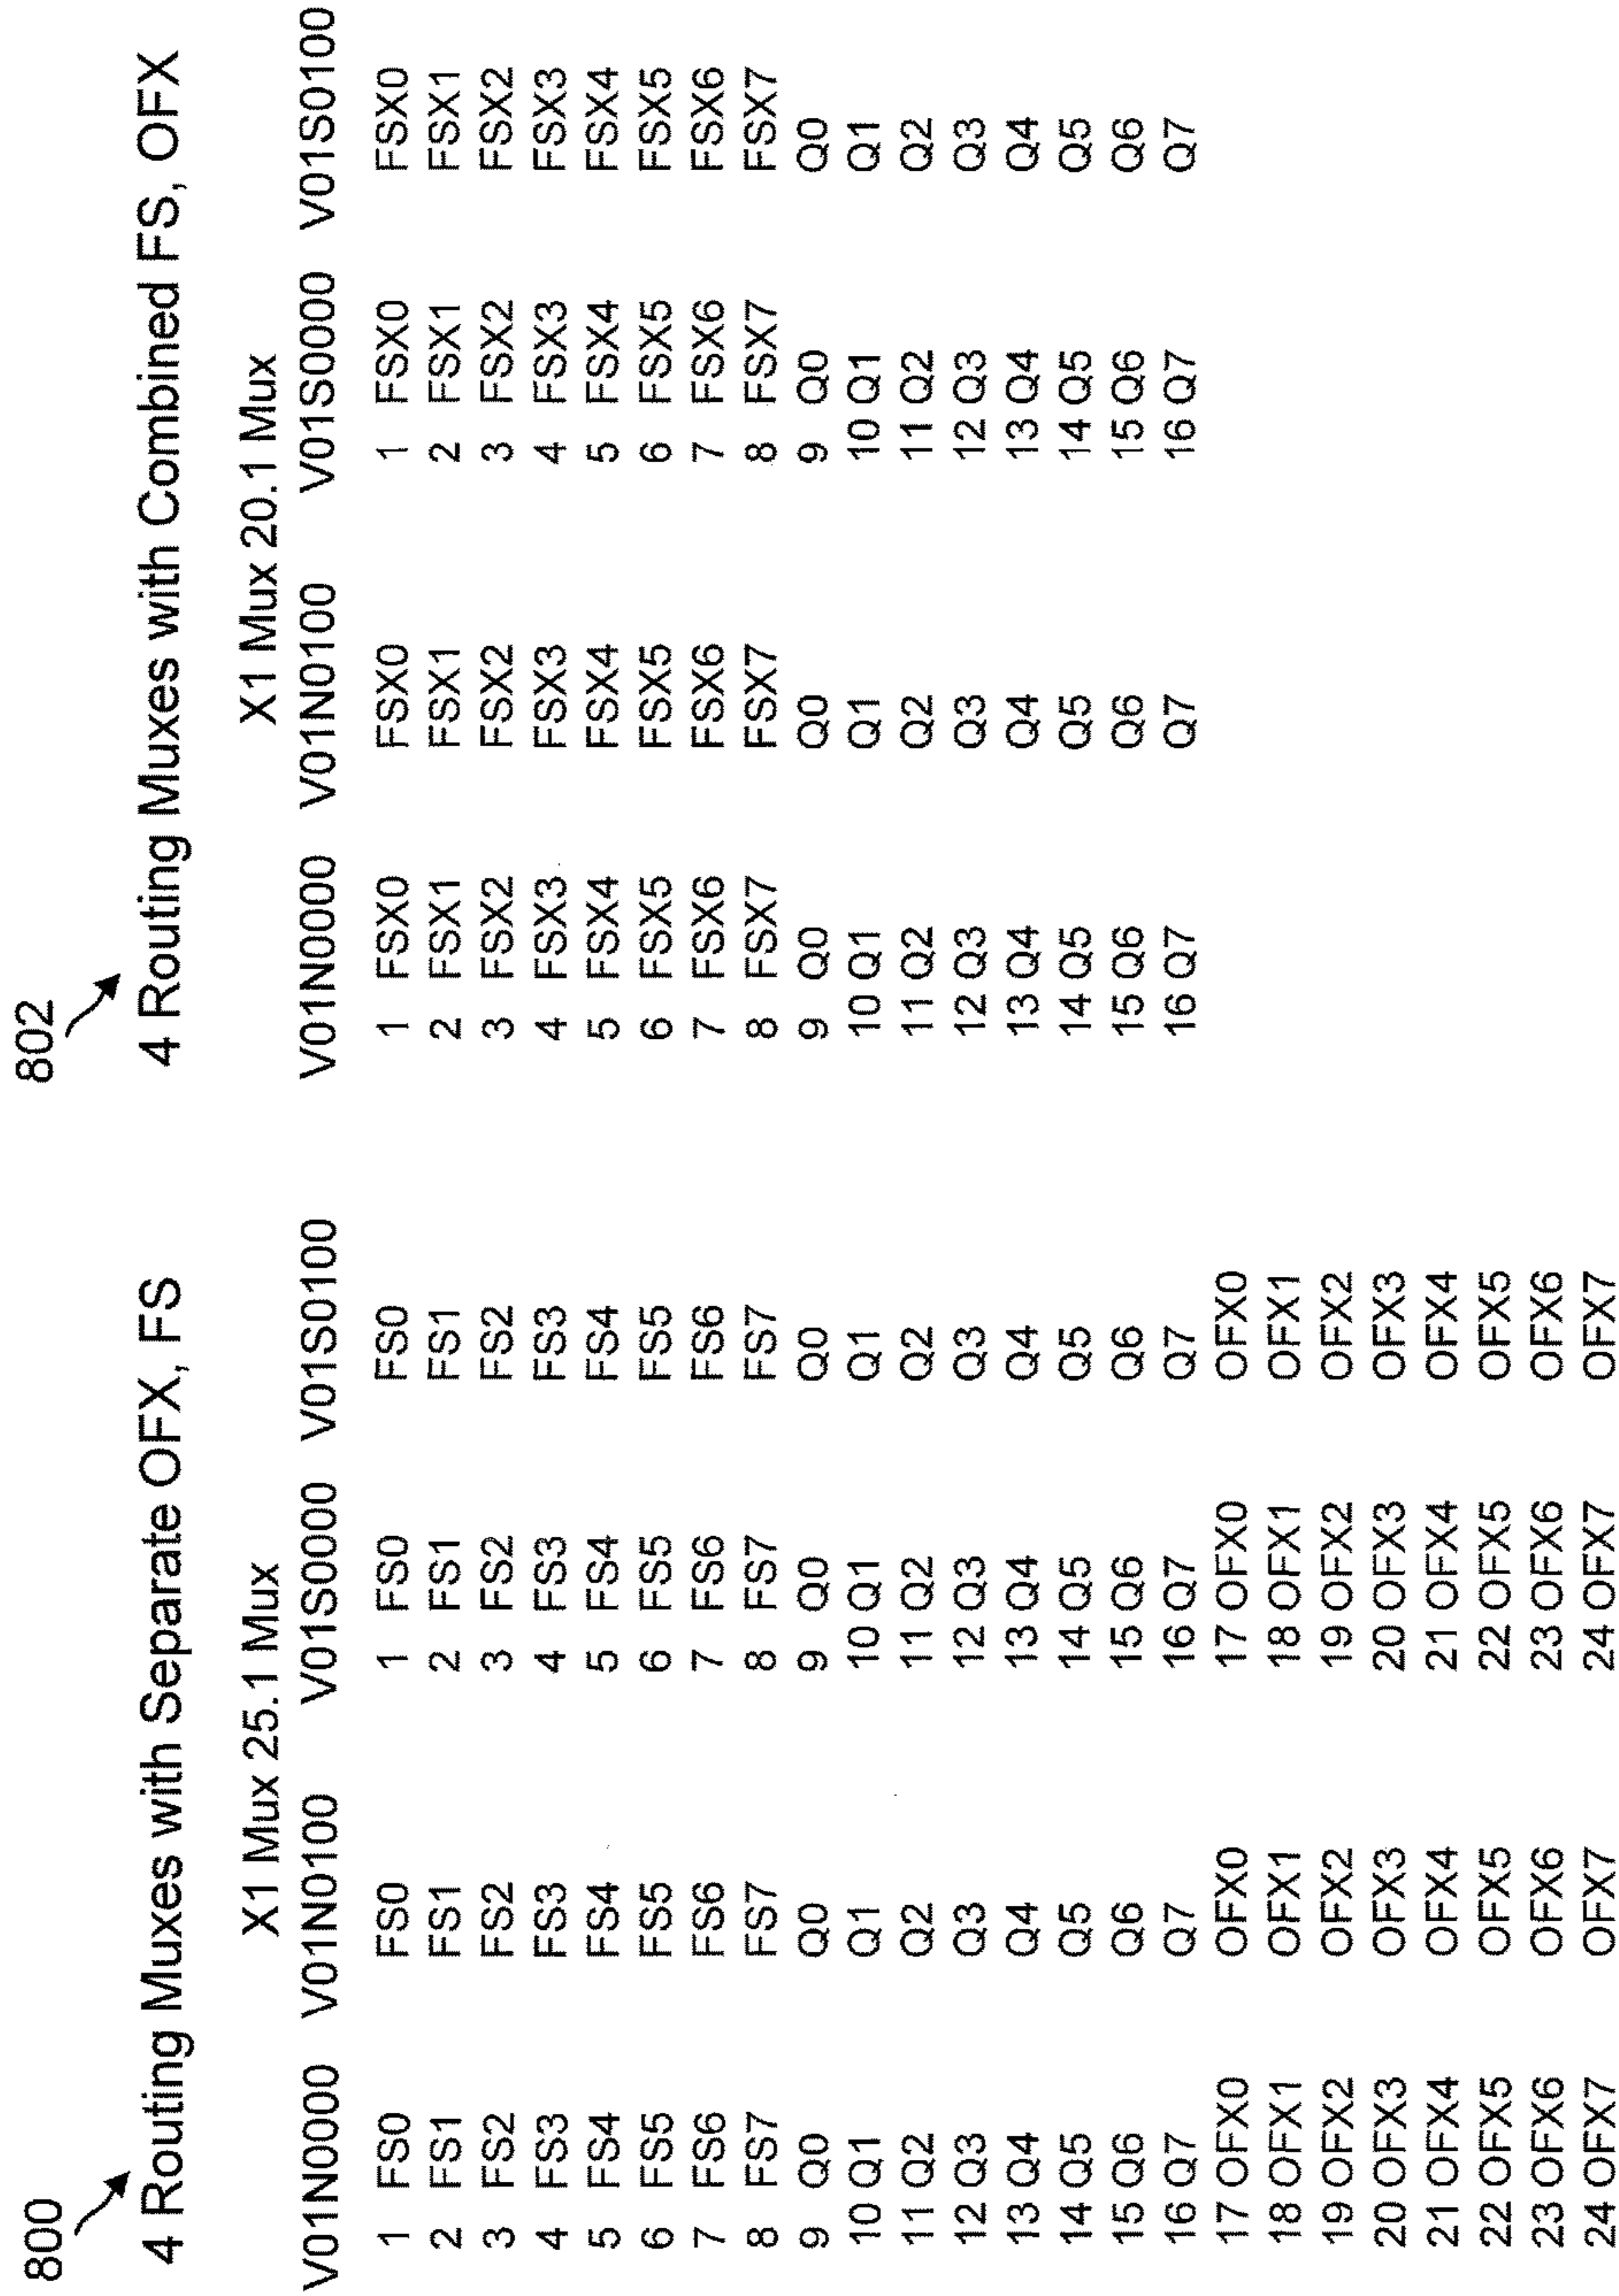 800
4 Routing Muxes with Separate OFX, FS
X1 Mux 25.1 Mux
V01N0000 V01N0100 V01S0000 V01S0100
1 FS0 FS0 1 FS0 FS0
2 FS1 FS1 2 FS1 FS1
3 FS2 FS2 3 FS2 FS2
4 FS3 FS3 4 FS3 FS3
5 FS4 FS4 5 FS4 FS4
6 FS5 FS5 6 FS5 FS5
7 FS6 FS6 7 FS6 FS6
8 FS7 FS7 8 FS7 FS7
9 Q0 Q0 9 Q0 Q0
10 Q1 Q1 10 Q1 Q1
11 Q2 Q2 11 Q2 Q2
12 Q3 Q3 12 Q3 Q3
13 Q4 Q4 13 Q4 Q4
14 Q5 Q5 14 Q5 Q5
15 Q6 Q6 15 Q6 Q6
16 Q7 Q7 16 Q7 Q7
17 OFX0 OFX0 17 OFX0 OFX0
18 OFX1 OFX1 18 OFX1 OFX1
19 OFX2 OFX2 19 OFX2 OFX2
20 OFX3 OFX3 20 OFX3 OFX3
21 OFX4 OFX4 21 OFX4 OFX4
22 OFX5 OFX5 22 OFX5 OFX5
23 OFX6 OFX6 23 OFX6 OFX6
24 OFX7 OFX7 24 OFX7 OFX7
802
4 Routing Muxes with Combined FS, OFX
X1 Mux 20.1 Mux
V01N0000 V01N0100 V01S0000 V01S0100
1 FSX0 FSX0 1 FSX0 FSX0
2 FSX1 FSX1 2 FSX1 FSX1
3 FSX2 FSX2 3 FSX2 FSX2
4 FSX3 FSX3 4 FSX3 FSX3
5 FSX4 FSX4 5 FSX4 FSX4
6 FSX5 FSX5 6 FSX5 FSX5
7 FSX6 FSX6 7 FSX6 FSX6
8 FSX7 FSX7 8 FSX7 FSX7
9 Q0 Q0 9 Q0 Q0
10 Q1 Q1 10 Q1 Q1
11 Q2 Q2 11 Q2 Q2
12 Q3 Q3 12 Q3 Q3
13 Q4 Q4 13 Q4 Q4
14 Q5 Q5 14 Q5 Q5
15 Q6 Q6 15 Q6 Q6
16 Q7 Q7 16 Q7 Q7